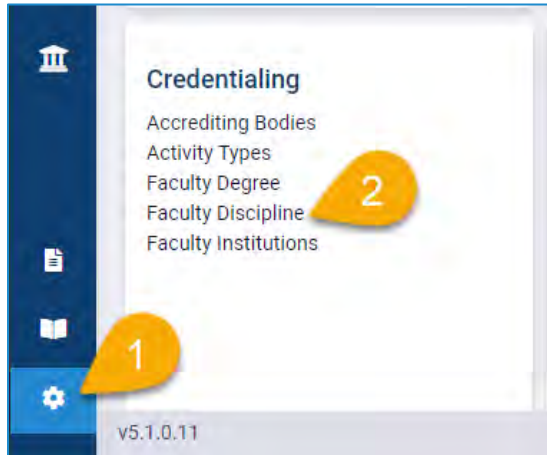 Credentialing
Accrediting Bodies
Activity Types
Faculty Degree
2
Faculty Discipline
Faculty Institutions
1
v5.1.0.11